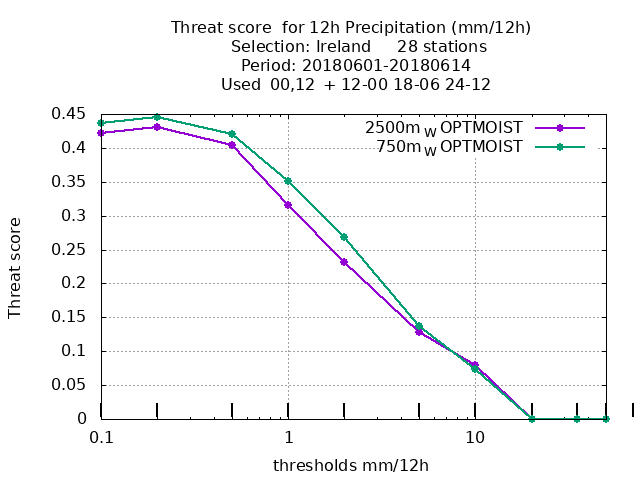 Threat score  for 12h Precipitation (mm/12h)
Selection: Ireland     28 stations
Period: 20180601-20180614
Used  00,12  + 12-00 18-06 24-12
2500m_W OPTMOIST
750m_W OPTMOIST
Threat score
0.45
0.4
0.35
0.3
0.25
0.2
0.15
0.1
0.05
0
0.1 1 10
thresholds mm/12h